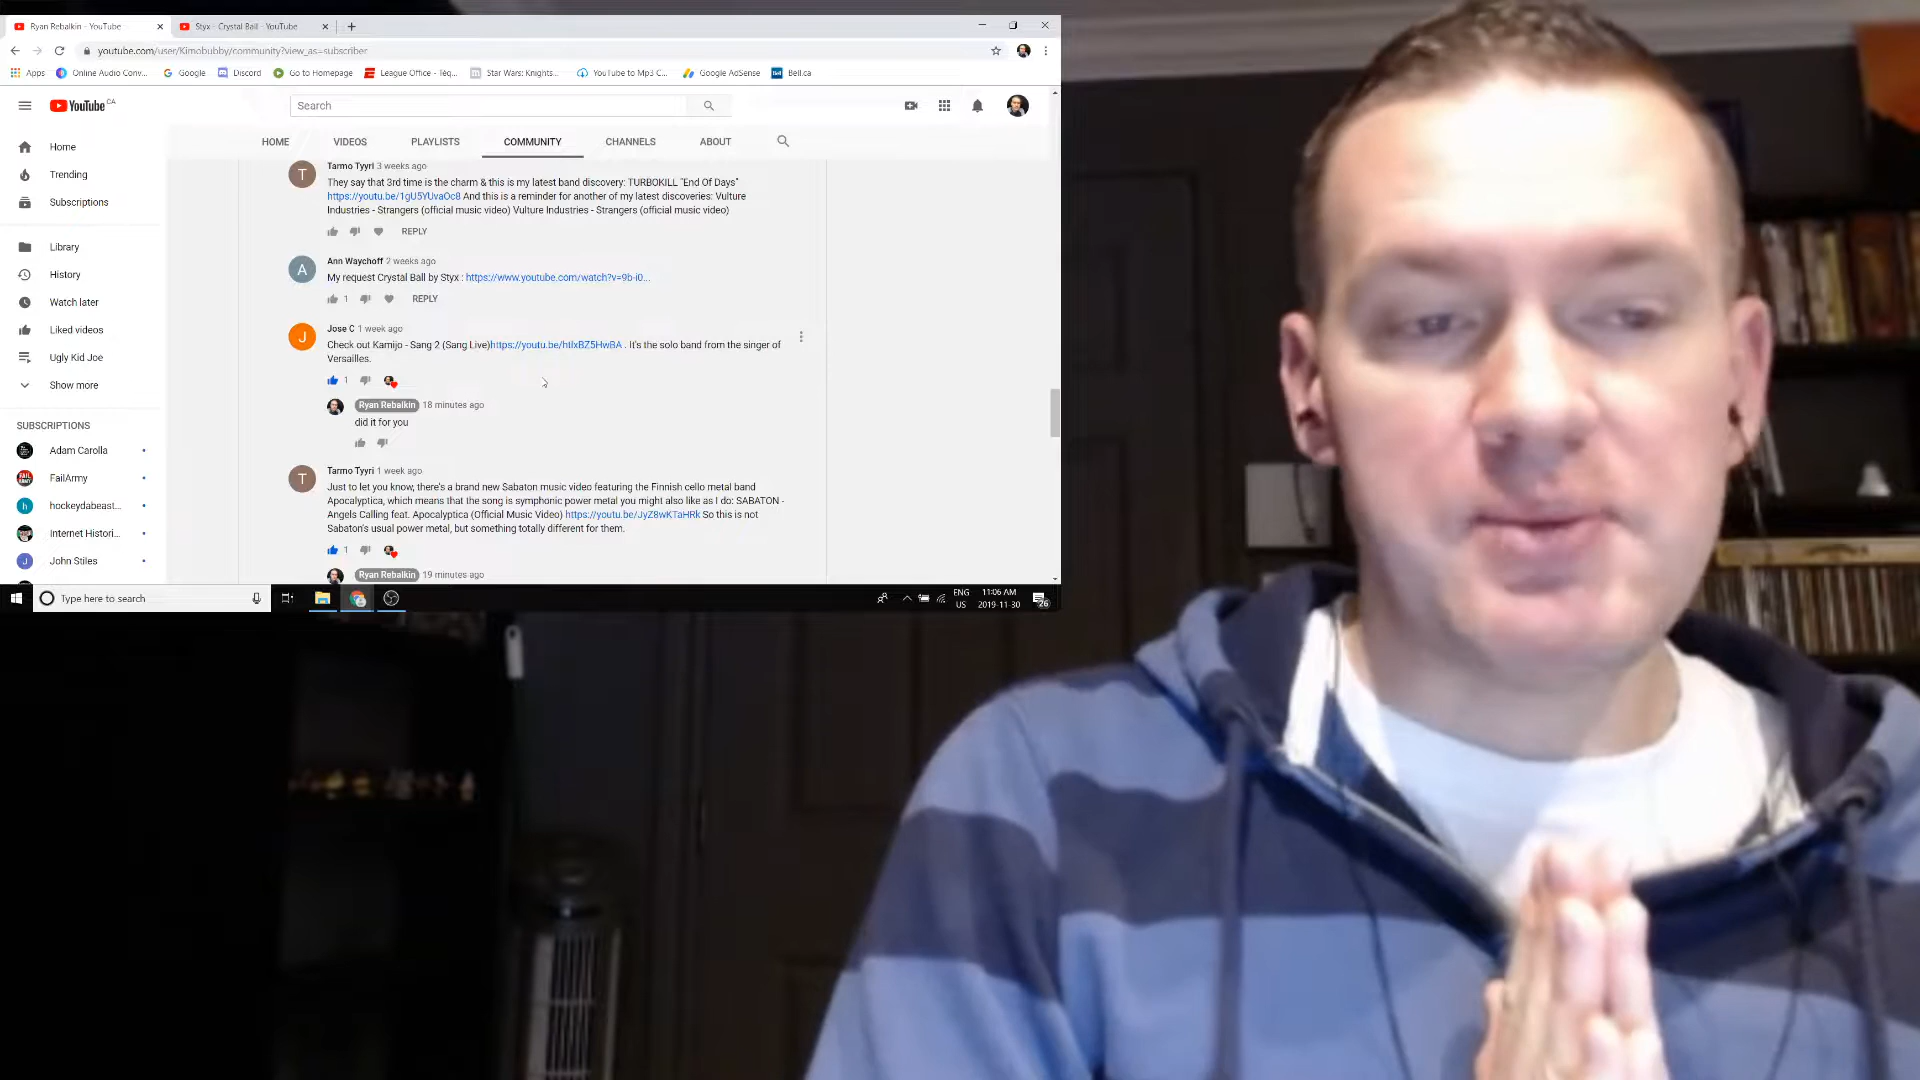 Ryan Rebalkin - YouTube
Styx - Crystal Ball - YouTube
youtube.com/user/Kimobubby/community?view_as=subscriber
Apps
Online Audio Conv...
Google
Discord
Go to Homepage
League Office - Téq...
Star Wars: Knights...
YouTube to Mp3 C...
Google AdSense
Bell.ca
YouTube CA
Search
HOME
VIDEOS
PLAYLISTS
COMMUNITY
CHANNELS
ABOUT
Home
Trending
Subscriptions
Library
History
Watch later
Liked videos
Ugly Kid Joe
Show more
SUBSCRIPTIONS
Adam Carolla
FailArmy
hockeydabeast...
Internet Histori...
John Stiles
T
Tarmo Tyyri 3 weeks ago
They say that 3rd time is the charm & this is my latest band discovery: TURBOKILL "End Of Days"
https://youtu.be/1gU5YUvaOc8 And this is a reminder for another of my latest discoveries: Vulture
Industries - Strangers (official music video) Vulture Industries - Strangers (official music video)
REPLY
A
Ann Waychoff 2 weeks ago
My request Crystal Ball by Styx : https://www.youtube.com/watch?v=9b-i0...
1
REPLY
J
Jose C 1 week ago
Check out Kamijo - Sang 2 (Sang Live)https://youtu.be/htlxBZ5HwBA . It's the solo band from the singer of
Versailles.
1
Ryan Rebalkin 18 minutes ago
did it for you
T
Tarmo Tyyri 1 week ago
Just to let you know, there's a brand new Sabaton music video featuring the Finnish cello metal band
Apocalyptica, which means that the song is symphonic power metal you might also like as I do: SABATON -
Angels Calling feat. Apocalyptica (Official Music Video) https://youtu.be/JyZ8wKTaHRk So this is not
Sabaton's usual power metal, but something totally different for them.
1
Ryan Rebalkin 19 minutes ago
Type here to search
ENG
US
11:06 AM
2019-11-30
26